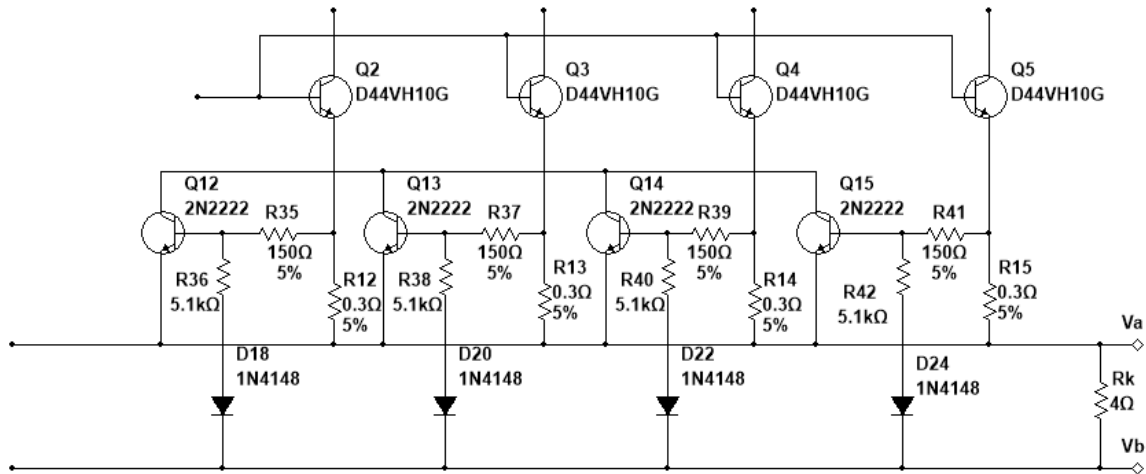 Q2
D44VH10G
Q3
D44VH10G
Q4
D44VH10G
Q5
D44VH10G
Q12
2N2222
Q13
2N2222
Q14
2N2222
Q15
2N2222
R35
150Ω
5%
R37
150Ω
5%
R39
150Ω
5%
R41
150Ω
5%
R36
5.1kΩ
R12
0.3Ω
5%
R38
5.1kΩ
R13
0.3Ω
5%
R40
5.1kΩ
R14
0.3Ω
5%
R42
5.1kΩ
R15
0.3Ω
5%
Va
D18
1N4148
D20
1N4148
D22
1N4148
D24
1N4148
Rk
4Ω
Vb